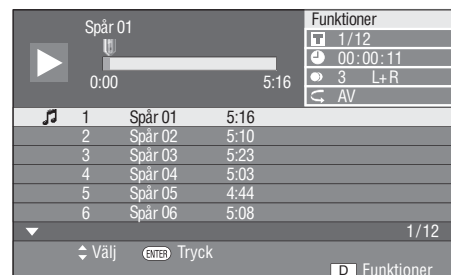 Spår 01
0:00 5:16
Funktioner
T 1/12
00:00:11
3 L+R
AV
1 Spår 01 5:16
2 Spår 02 5:10
3 Spår 03 5:23
4 Spår 04 5:03
5 Spår 05 4:44
6 Spår 06 5:08
1/12
Välj ENTER Tryck
D Funktioner